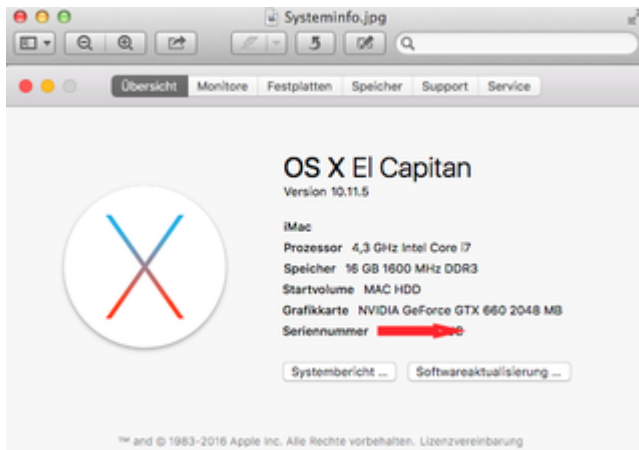 Systeminfo.jpg
Übersicht Monitore Festplatten Speicher Support Service
OS X El Capitan
Version 10.11.5
iMac
Prozessor 4,3 GHz Intel Core i7
Speicher 16 GB 1600 MHz DDR3
Startvolume MAC HDD
Grafikkarte NVIDIA GeForce GTX 660 2048 MB
Seriennummer
Systembericht ... Softwareaktualisierung ...
™ and © 1983-2016 Apple Inc. Alle Rechte vorbehalten. Lizenzvereinbarung